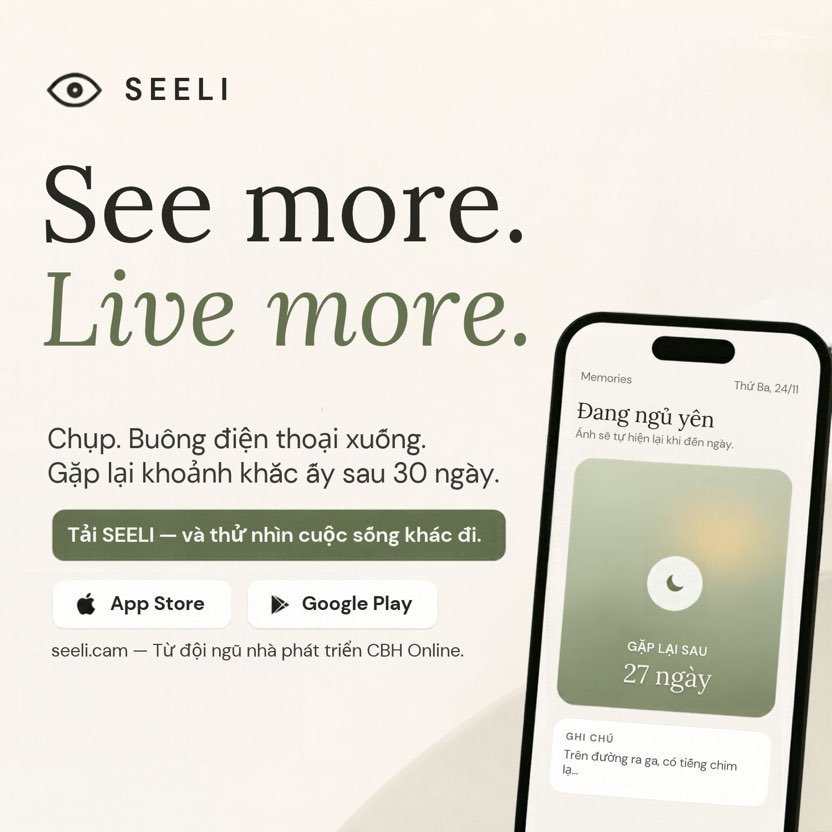 SEELI
See more.
Live more.
Chụp. Buông điện thoại xuống.
Gặp lại khoảnh khắc ấy sau 30 ngày.
Tải SEELI — và thử nhìn cuộc sống khác đi.
App Store
Google Play
seeli.cam — Từ đội ngũ nhà phát triển CBH Online.
Memories
Thứ Ba, 24/11
Đang ngủ yên
Ảnh sẽ tự hiện lại khi đến ngày.
GẶP LẠI SAU
27 ngày
GHI CHÚ
Trên đường ra ga, có tiếng chim
lạ...